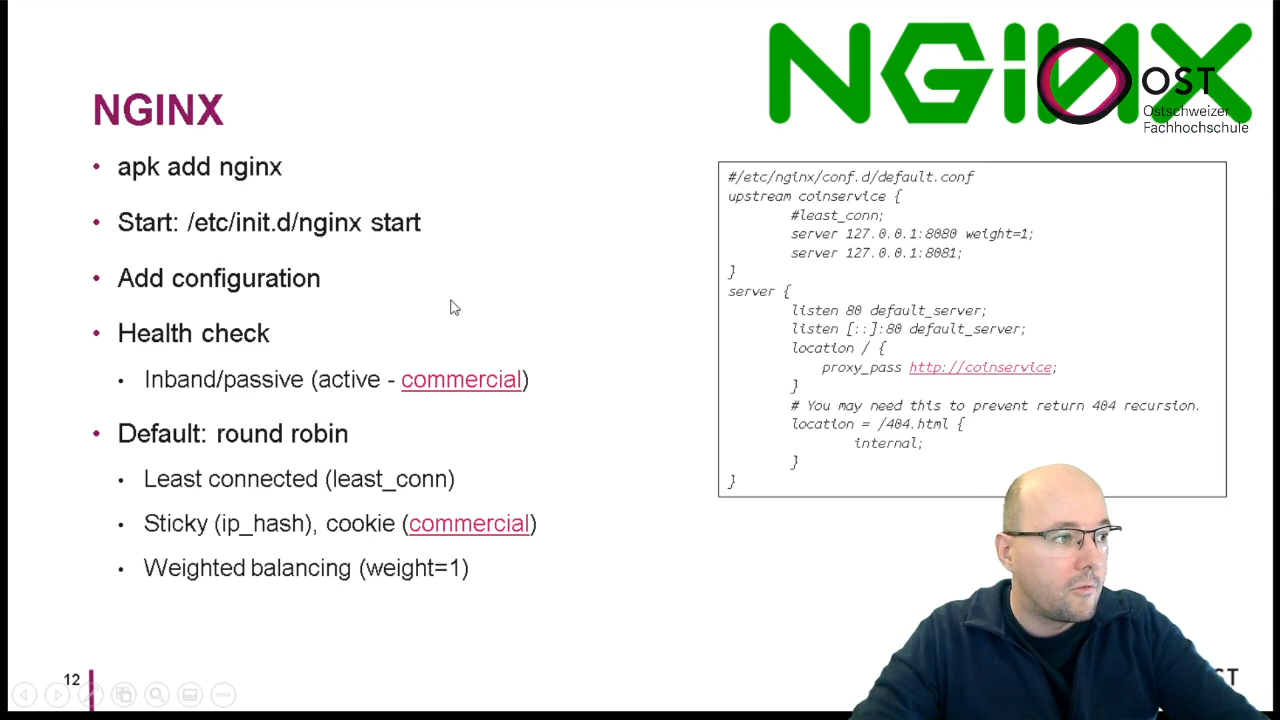 NGINX
OST
Ostschweizer
Fachhochschule
NGINX
• apk add nginx
• Start: /etc/init.d/nginx start
• Add configuration
• Health check
• Inband/passive (active - commercial)
• Default: round robin
• Least connected (least_conn)
• Sticky (ip_hash), cookie (commercial)
• Weighted balancing (weight=1)
#/etc/nginx/conf.d/default.conf
upstream coinservice {
#least_conn;
server 127.0.0.1:8080 weight=1;
server 127.0.0.1:8081;
}
server {
listen 80 default_server;
listen [::]:80 default_server;
location / {
proxy_pass http://coinservice;
}
# You may need this to prevent return 404 recursion.
location = /404.html {
internal;
}
}
12